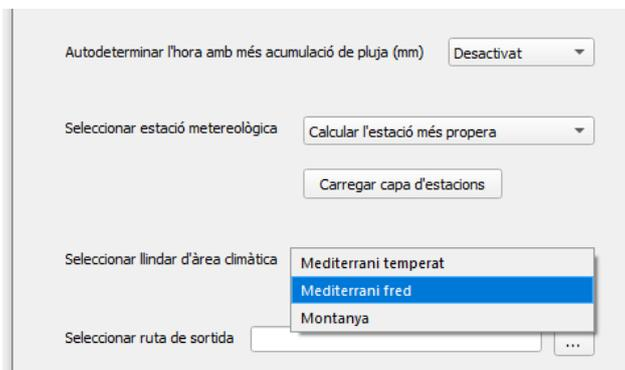 Autodeterminar l'hora amb més acumulació de pluja (mm) Desactivat
Seleccionar estació metereològica Calcular l'estació més propera
Carregar capa d'estacions
Seleccionar llindar d'àrea climàtica
Mediterrani temperat
Mediterrani fred
Montanya
Seleccionar ruta de sortida ...